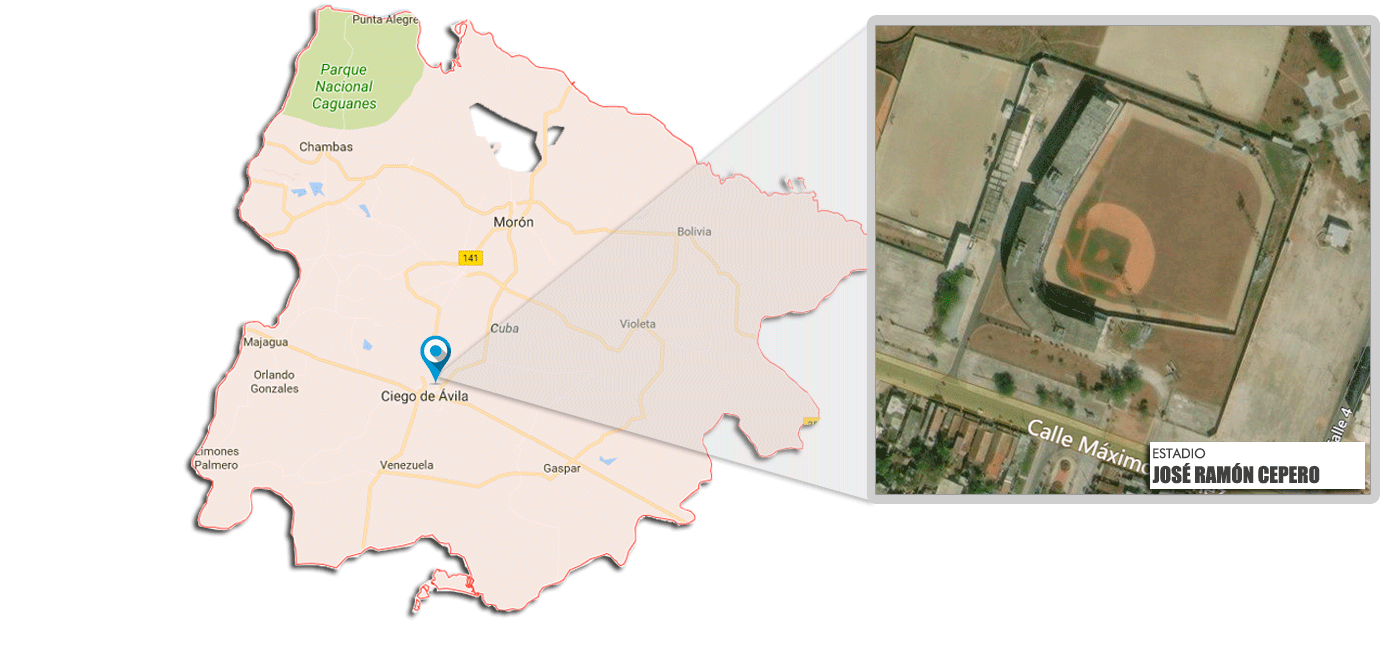 Punta Alegre
Parque
Nacional
Caguanes
Chambas
Morón
Bolivia
141
Cuba
Violeta
Majagua
Orlando
Gonzales
Ciego de Ávila
Limones
Palmero
Venezuela
Gaspar
Calle 4
Calle Máximo
ESTADIO
JOSÉ RAMÓN CEPERO